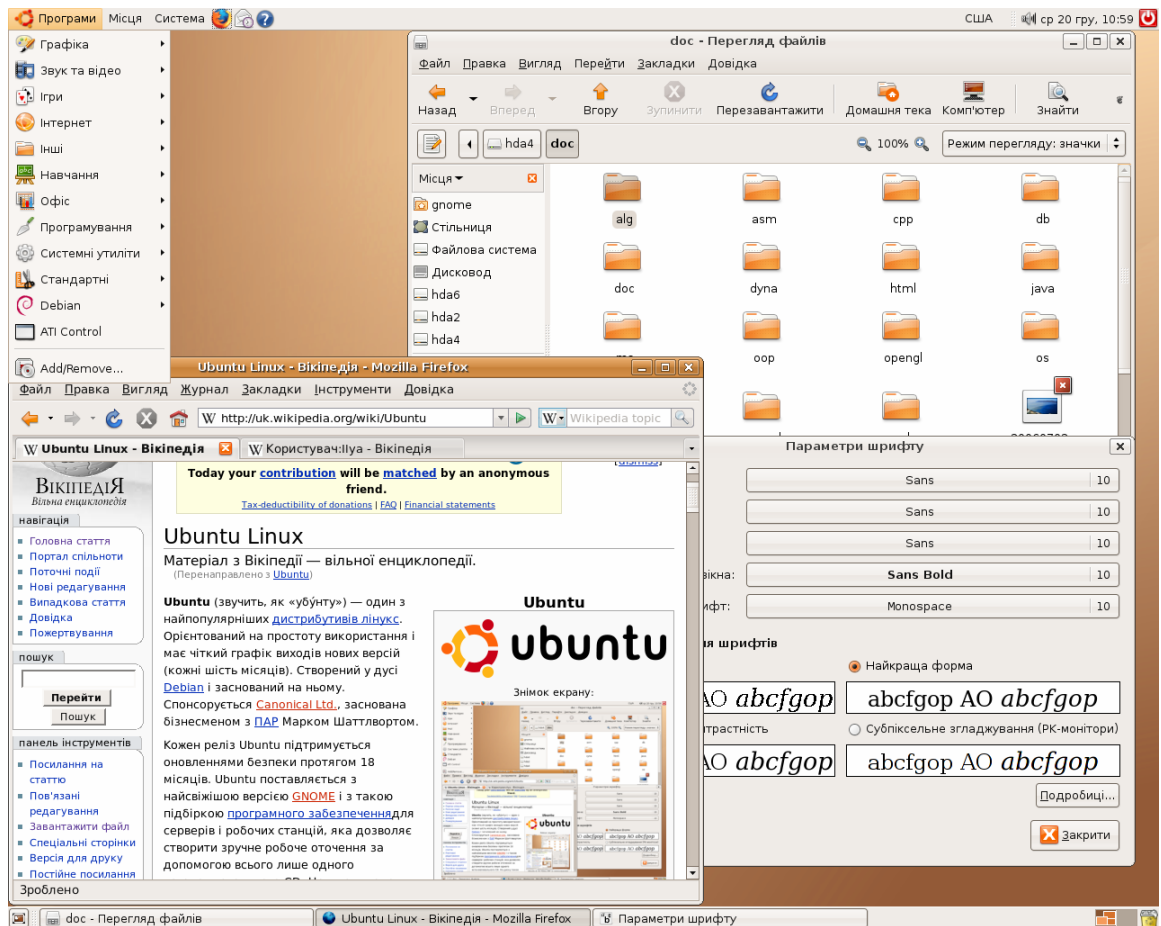 Програми Місця Система
США ср 20 гру, 10:59
Графіка
Звук та відео
Ігри
Інтернет
Інші
Навчання
Офіс
Програмування
Системні утиліти
Стандартні
Debian
ATI Control
Add/Remove...
doc - Перегляд файлів
Файл Правка Вигляд Перейти Закладки Довідка
Назад Вперед Вгору Зупинити Перезавантажити Домашня тека Комп'ютер Знайти
hda4 doc 100% Режим перегляду: значки
Місця
gnome
Стільниця
Файлова система
Дисковод
hda6
hda2
hda4
alg asm cpp db
doc dyna html java
oop opengl os
Ubuntu Linux - Вікіпедія - Mozilla Firefox
Файл Правка Вигляд Журнал Закладки Інструменти Довідка
http://uk.wikipedia.org/wiki/Ubuntu Wikipedia topic
Ubuntu Linux - Вікіпедія Користувач:Ilya - Вікіпедія
ВікіпедіЯ
Вільна енциклопедія
навігація
Головна стаття
Портал спільноти
Поточні події
Нові редагування
Випадкова стаття
Довідка
Пожертвування
пошук
Перейти
Пошук
панель інструментів
Посилання на
статтю
Пов'язані
редагування
Завантажити файл
Спеціальні сторінки
Версія для друку
Постійне посилання
Today your contribution will be matched by an anonymous
friend.
Tax-deductibility of donations | FAQ | Financial statements
Ubuntu Linux
Матеріал з Вікіпедії — вільної енциклопедії.
(Перенаправлено з Ubuntu)
Ubuntu (звучить, як «убу́нту») — один з
найпопулярніших дистрибутивів лінукс.
Орієнтований на простоту використання і
має чіткий графік виходів нових версій
(кожні шість місяців). Створений у дусі
Debian і заснований на ньому.
Спонсорується Canonical Ltd., заснована
бізнесменом з ПАР Марком Шаттлвортом.
Кожен реліз Ubuntu підтримується
оновленнями безпеки протягом 18
місяців. Ubuntu поставляється з
найсвіжішою версією GNOME і з такою
підбіркою програмного забезпеченнядля
серверів і робочих станцій, яка дозволяє
створити зручне робоче оточення за
допомогою всього лише одного
Ubuntu
ubuntu
Знімок екрану:
Зроблено
Параметри шрифту
Sans 10
Sans 10
Sans 10
Sans Bold 10
Monospace 10
шрифтів
Найкраща форма
AO abcfgop abcfgop AO abcfgop
Субпіксельне згладжування (РК-монітори)
AO abcfgop abcfgop AO abcfgop
Подробиці...
Закрити
doc - Перегляд файлів Ubuntu Linux - Вікіпедія - Mozilla Firefox Параметри шрифту